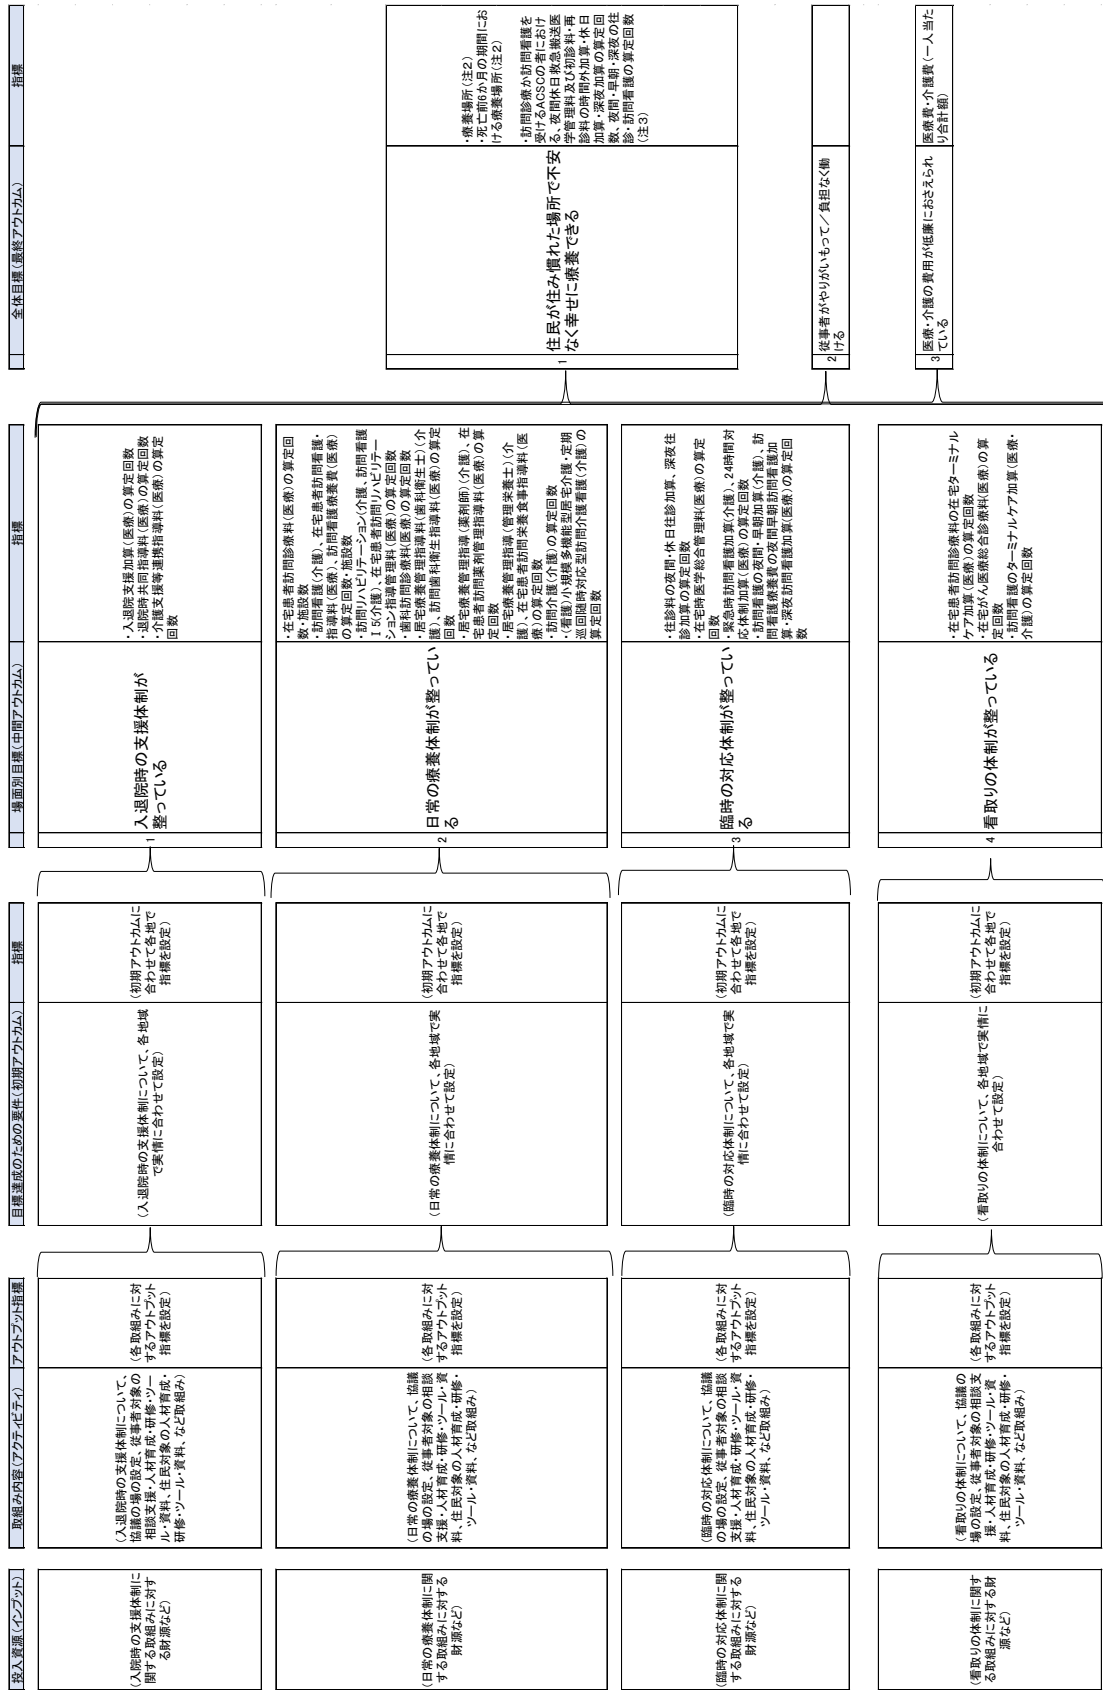 投入資源(インプット)
取組み内容(アクティビティ)
アウトプット指標
目標達成のための要件(初期アウトカム)
指標
場面別目標(中間アウトカム)
指標
全体目標(最終アウトカム)
指標
(入院時の支援体制に
関する取組みに対す
る財源など)
(入退院時の支援体制について、
協議の場の設定、従事者対象の
相談支援・人材育成・研修・ツー
ル・資料、住民対象の人材育成・
研修・ツール・資料、など取組み)
(各取組みに対
するアウトプット
指標を設定)
(入退院時の支援体制について、各地域
で実情に合わせて設定)
(初期アウトカムに
合わせて各地で
指標を設定)
1
入退院時の支援体制が
整っている
・入退院支援加算(医療)の算定回数
・退院時共同指導料(医療)の算定回数
・介護支援等連携指導料(医療)の算定
回数
(日常の療養体制に関
する取組みに対する
財源など)
(日常の療養体制について、協議
の場の設定、従事者対象の相談
支援・人材育成・研修・ツール・資
料、住民対象の人材育成・研修・
ツール・資料、など取組み)
(各取組みに対
するアウトプット
指標を設定)
(日常の療養体制について、各地域で実
情に合わせて設定)
(初期アウトカムに
合わせて各地で
指標を設定)
2
日常の療養体制が整ってい
る
・在宅患者訪問診療料(医療)の算定回
数・施設数
・訪問看護(介護)、在宅患者訪問看護・
指導料(医療)、訪問看護療養費(医療)
の算定回数・施設数
・訪問リハビリテーション(介護、訪問看護
Ⅰ5(介護)、在宅患者訪問リハビリテー
ション指導管理料(医療)の算定回数
・歯科訪問診療料(医療)の算定回数
・居宅療養管理指導料(歯科衛生士)(介
護)、訪問歯科衛生指導料(医療)の算定
回数
・居宅療養管理指導(薬剤師)(介護)、在
宅患者訪問薬剤管理指導料(医療)の算
定回数
・居宅療養管理指導(管理栄養士)(介
護)、在宅患者訪問栄養食事指導料(医
療)の算定回数
・訪問介護(介護)の算定回数
・(看護)小規模多機能型居宅介護・定期
巡回随時対応型訪問介護看護(介護)の
算定回数
(臨時の対応体制に関
する取組みに対する
財源など)
(臨時の対応体制について、協議
の場の設定、従事者対象の相談
支援・人材育成・研修・ツール・資
料、住民対象の人材育成・研修・
ツール・資料、など取組み)
(各取組みに対
するアウトプット
指標を設定)
(臨時の対応体制について、各地域で実
情に合わせて設定)
(初期アウトカムに
合わせて各地で
指標を設定)
3
臨時の対応体制が整ってい
る
・往診料の夜間・休日往診加算、深夜往
診加算の算定回数
・在宅時医学総合管理料(医療)の算定
回数
・緊急時訪問看護加算(介護)、24時間対
応体制加算(医療)の算定回数
・訪問看護の夜間・早朝加算(介護)、訪
問看護療養費の夜間早朝訪問看護加
算・深夜訪問看護加算(医療)の算定回
数
(看取りの体制に関す
る取組みに対する財
源など)
(看取りの体制について、協議の
場の設定、従事者対象の相談支
援・人材育成・研修・ツール・資
料、住民対象の人材育成・研修・
ツール・資料、など取組み)
(各取組みに対
するアウトプット
指標を設定)
(看取りの体制について、各地域で実情に
合わせて設定)
(初期アウトカムに
合わせて各地で
指標を設定)
4
看取りの体制が整っている
・在宅患者訪問診療料の在宅ターミナル
ケア加算(医療)の算定回数
・在宅がん医療総合診療料(医療)の算
定回数
・訪問看護のターミナルケア加算(医療・
介護)の算定回数
1
住民が住み慣れた場所で不安
なく幸せに療養できる
・療養場所(注2)
・死亡前6か月の期間にお
ける療養場所(注2)
・訪問診療か訪問看護を
受けるACSCの者におけ
る、夜間休日救急搬送医
学管理料及び初診料・再
診料の時間外加算・休日
加算・深夜加算の算定回
数、夜間・早朝・深夜の往
診・訪問看護の算定回数
(注3)
2
従事者がやりがいもって/負担なく働
ける
3
医療・介護の費用が低廉におさえられ
ている
医療費・介護費(一人当た
り合計額)